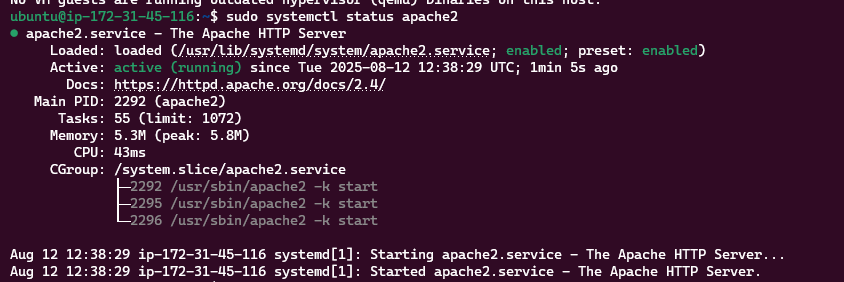 No VM guests are running outdated hypervisor (qemu) binaries on this host.
ubuntu@ip-172-31-45-116:~$ sudo systemctl status apache2
● apache2.service - The Apache HTTP Server
Loaded: loaded (/usr/lib/systemd/system/apache2.service; enabled; preset: enabled)
Active: active (running) since Tue 2025-08-12 12:38:29 UTC; 1min 5s ago
Docs: https://httpd.apache.org/docs/2.4/
Main PID: 2292 (apache2)
Tasks: 55 (limit: 1072)
Memory: 5.3M (peak: 5.8M)
CPU: 43ms
CGroup: /system.slice/apache2.service
├─2292 /usr/sbin/apache2 -k start
├─2295 /usr/sbin/apache2 -k start
└─2296 /usr/sbin/apache2 -k start
Aug 12 12:38:29 ip-172-31-45-116 systemd[1]: Starting apache2.service - The Apache HTTP Server...
Aug 12 12:38:29 ip-172-31-45-116 systemd[1]: Started apache2.service - The Apache HTTP Server.